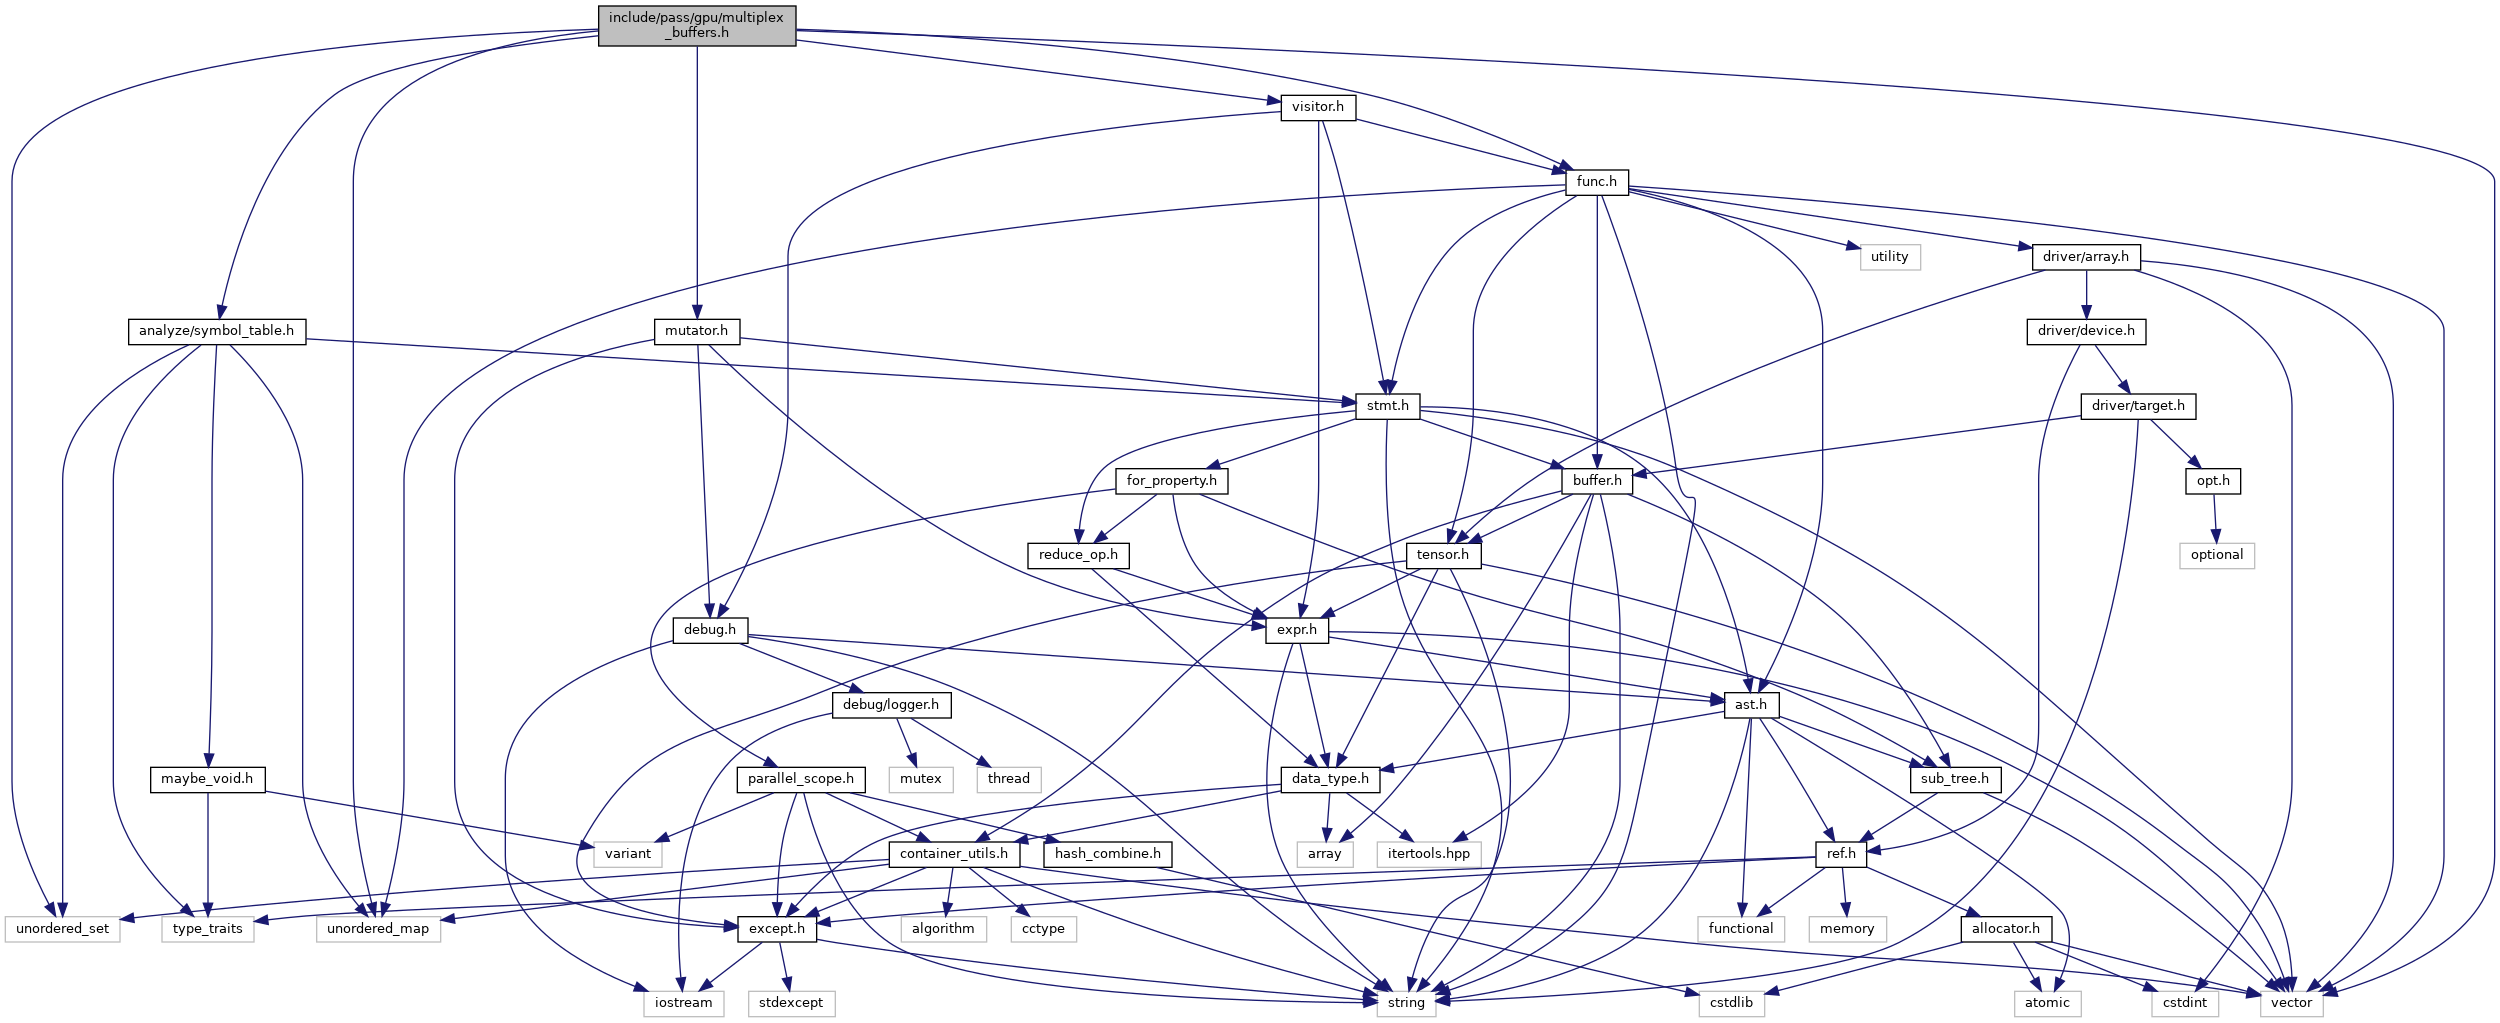 include/pass/gpu/multiplex
_buffers.h
visitor.h
func.h
utility
driver/array.h
analyze/symbol_table.h
mutator.h
driver/device.h
stmt.h
driver/target.h
for_property.h
buffer.h
opt.h
reduce_op.h
tensor.h
optional
debug.h
expr.h
debug/logger.h
ast.h
maybe_void.h
parallel_scope.h
mutex
thread
data_type.h
sub_tree.h
variant
container_utils.h
hash_combine.h
array
itertools.hpp
ref.h
unordered_set
type_traits
unordered_map
except.h
algorithm
cctype
functional
memory
allocator.h
iostream
stdexcept
string
cstdlib
atomic
cstdint
vector